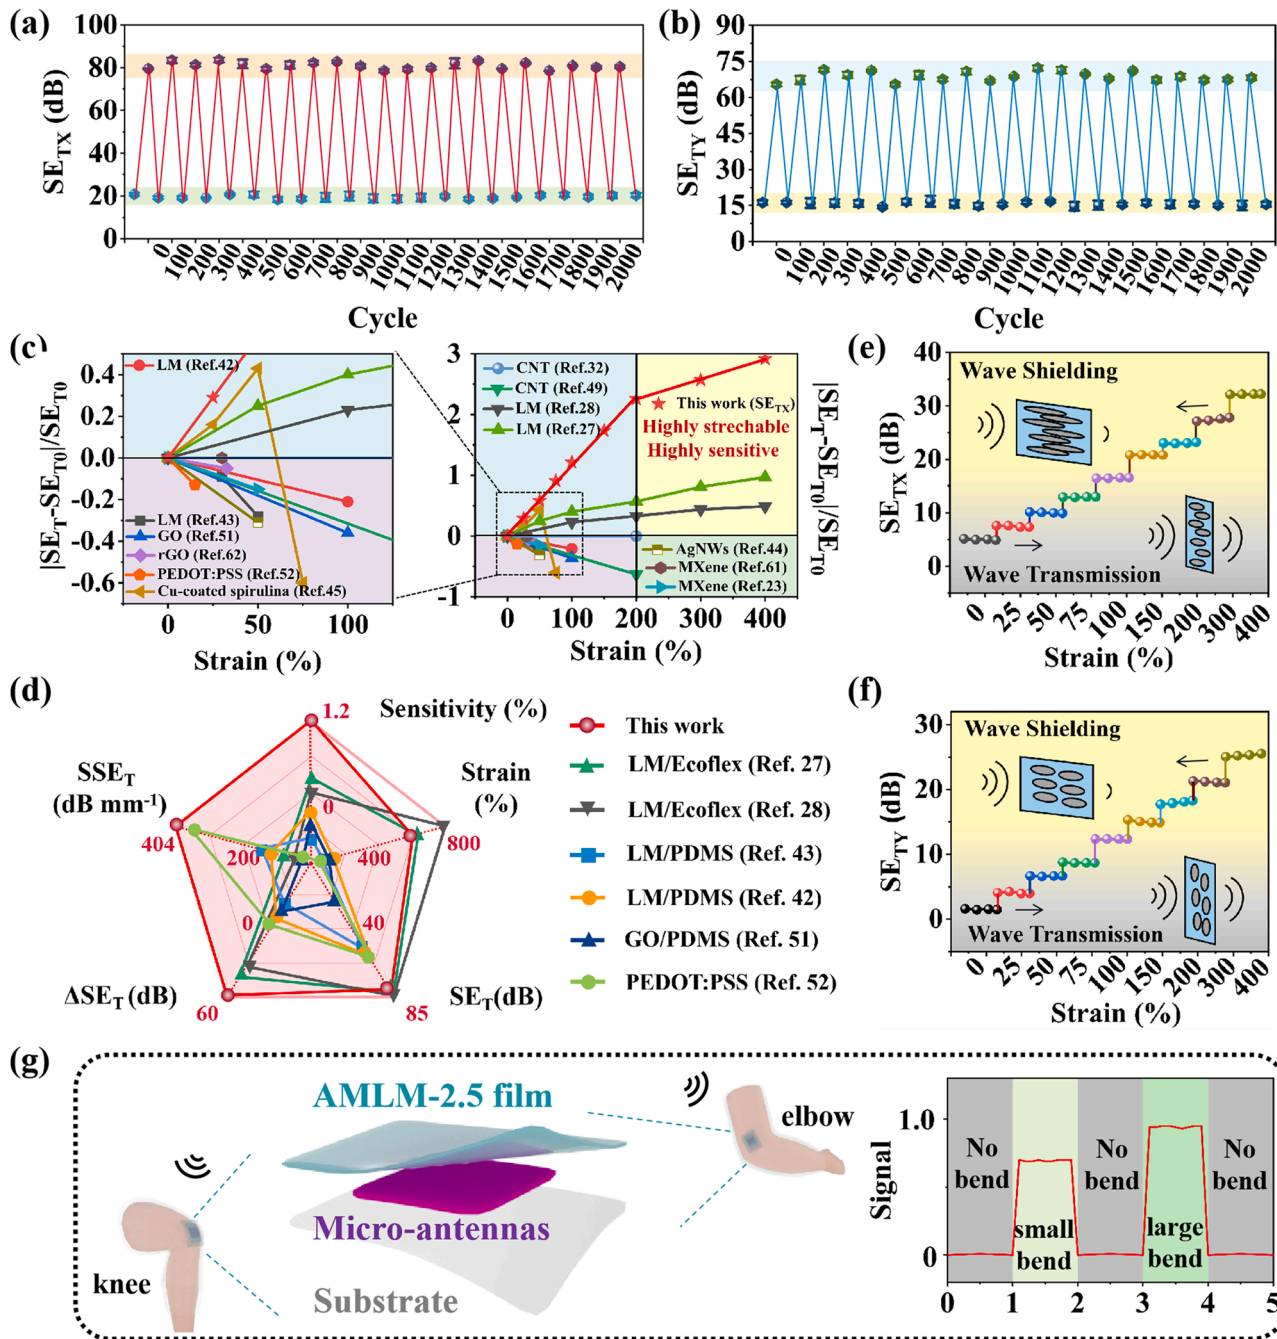 (a)
100
80
60
40
20
0
SE_TX (dB)
0 100 200 300 400 500 600 700 800 900 1000 1100 1200 1300 1400 1500 1600 1700 1800 1900 2000
Cycle
(b)
90
75
60
45
30
15
0
SE_TY (dB)
0 100 200 300 400 500 600 700 800 900 1000 1100 1200 1300 1400 1500 1600 1700 1800 1900 2000
Cycle
(c)
|SE_T-SE_T0|/SE_T0
0.4
0.2
0.0
-0.2
-0.4
-0.6
LM (Ref.42)
LM (Ref.43)
GO (Ref.51)
rGO (Ref.62)
PEDOT:PSS (Ref.52)
Cu-coated spirulina (Ref.45)
0 50 100
Strain (%)
3
2
1
0
-1
CNT (Ref.32)
CNT (Ref.49)
LM (Ref.28)
LM (Ref.27)
This work (SE_TX)
Highly strechable
Highly sensitive
AgNWs (Ref.44)
MXene (Ref.61)
MXene (Ref.23)
0 100 200 300 400
Strain (%)
|SE_T-SE_T0|/SE_T0
(e)
40
30
20
10
0
SE_TX (dB)
Wave Shielding
Wave Transmission
0 25 50 75 100 150 200 300 400
Strain (%)
(d)
1.2
Sensitivity (%)
SSE_T
(dB mm⁻¹)
Strain
(%)
0
404
200
400
800
0
40
ΔSE_T (dB)
60
85
SE_T(dB)
This work
LM/Ecoflex (Ref. 27)
LM/Ecoflex (Ref. 28)
LM/PDMS (Ref. 43)
LM/PDMS (Ref. 42)
GO/PDMS (Ref. 51)
PEDOT:PSS (Ref. 52)
(f)
30
20
10
0
SE_TY (dB)
Wave Shielding
Wave Transmission
0 25 50 75 100 150 200 300 400
Strain (%)
(g)
AMLM-2.5 film
elbow
Micro-antennas
knee
Substrate
Signal
1.0
0
No
bend
small
bend
No
bend
large
bend
No
bend
0 1 2 3 4 5